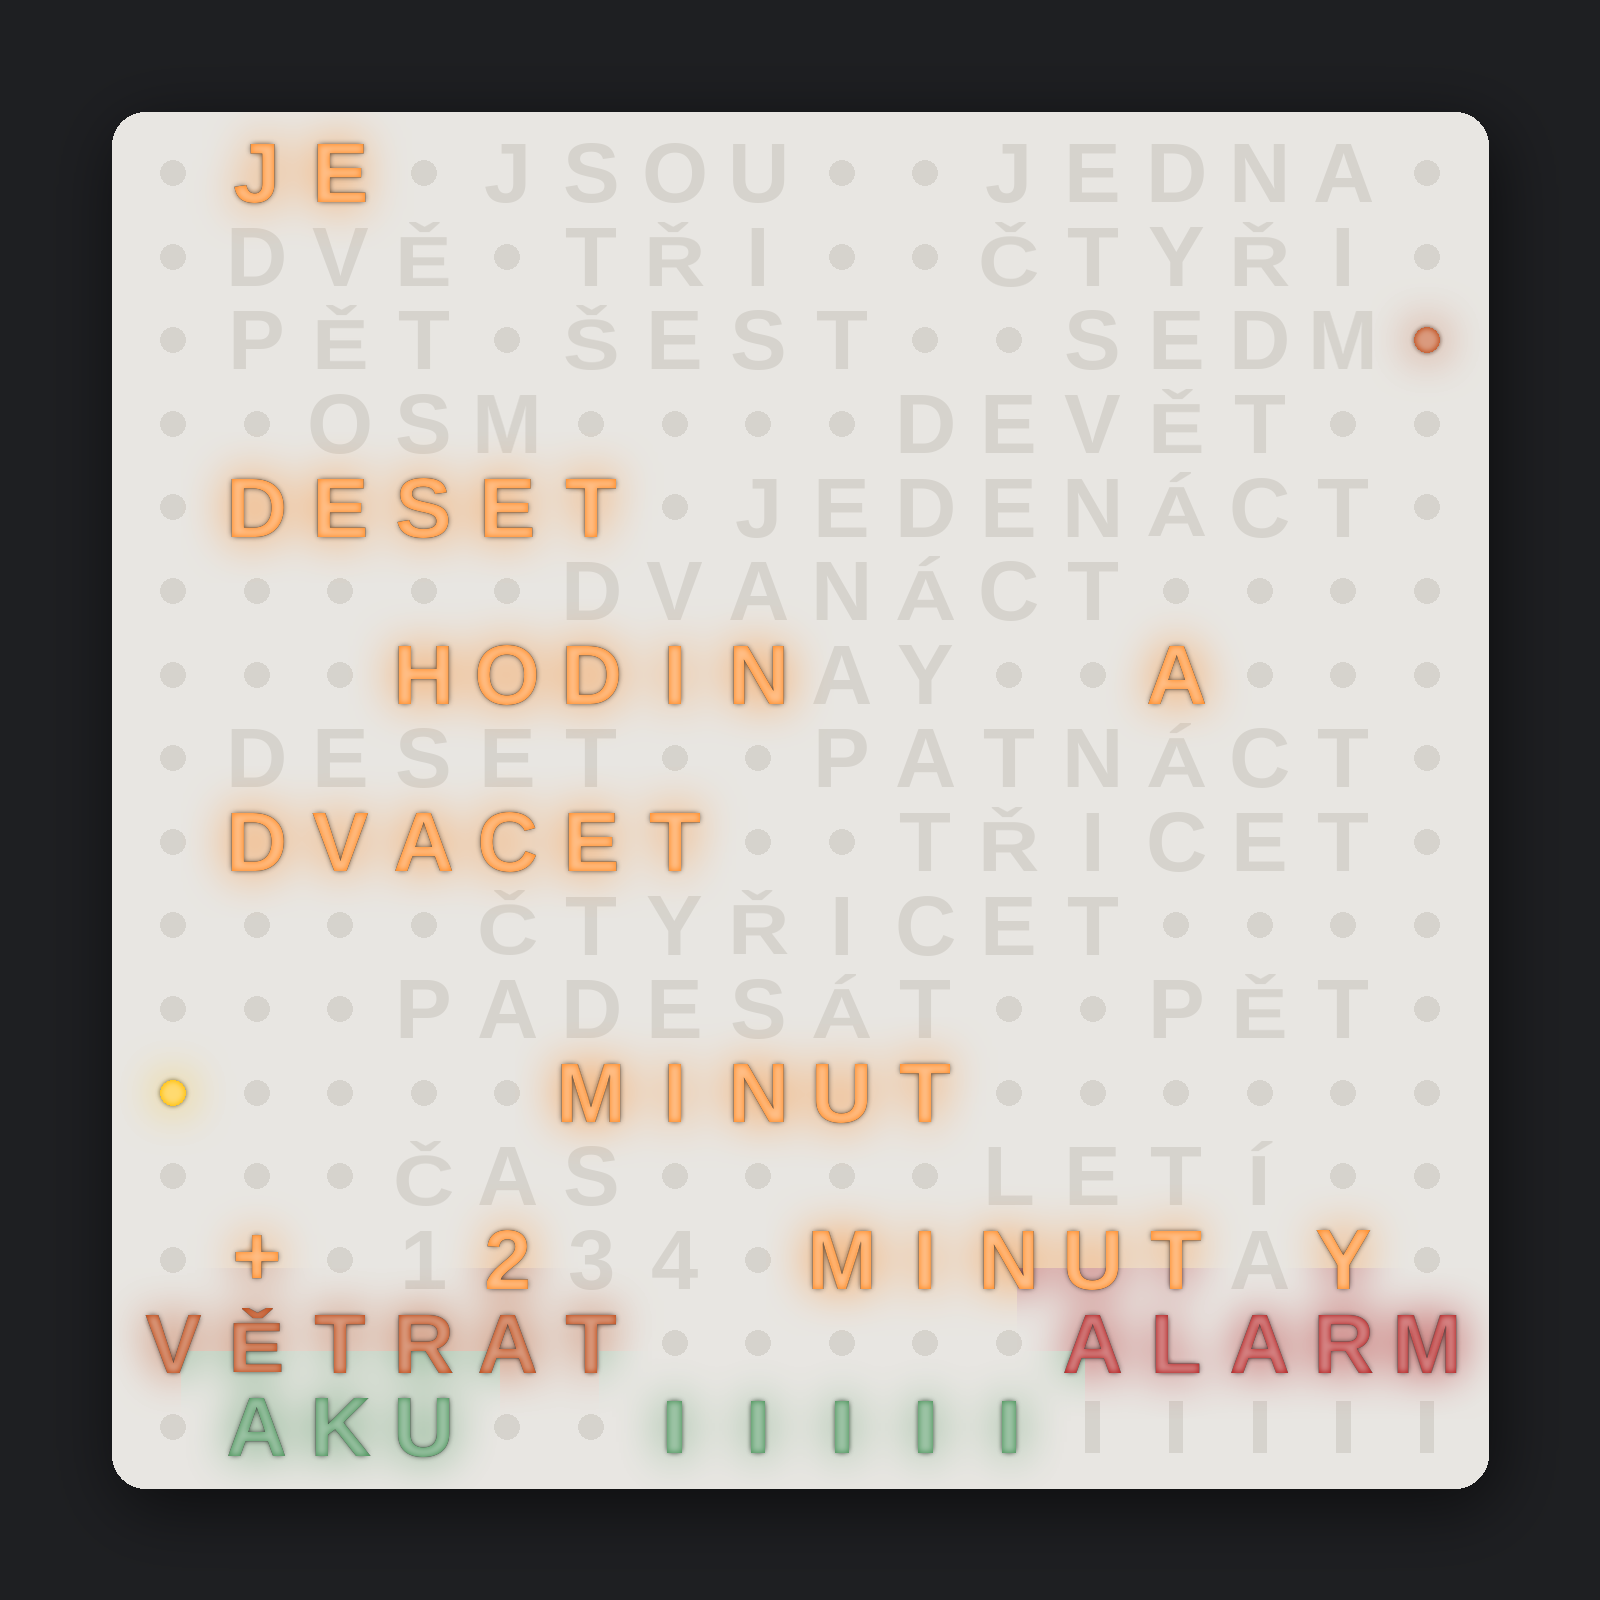 JE JSOU JEDNA
DVĚ TŘI ČTYŘI
PĚT ŠEST SEDM
OSM DEVĚT
DESET JEDENÁCT
DVANÁCT
HODINAY A
DESET PATNÁCT
DVACET TŘICET
ČTYŘICET
PADESÁT PĚT
MINUT
ČAS LETÍ
+ 1 2 3 4 MINUTAY
VĚTRAT ALARM
AKU I I I I I I I I I I